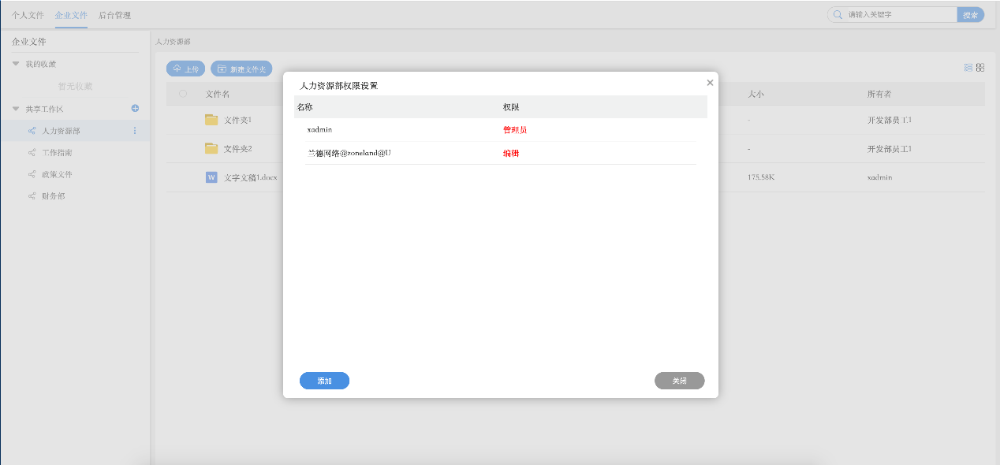 个人文件 企业文件 后台管理 请输入关键字 搜索
企业文件
我的收藏
暂无收藏
共享工作区
人力资源部
工作指南
政策文件
财务部
人力资源部
上传 新建文件夹
文件名 大小 所有者
文件夹1 - 开发部员工1
文件夹2 - 开发部员工1
W 文字文稿1.docx 175.58K xadmin
人力资源部权限设置
名称 权限
xadmin 管理员
兰德网络@zoneland@U 编辑
添加 关闭